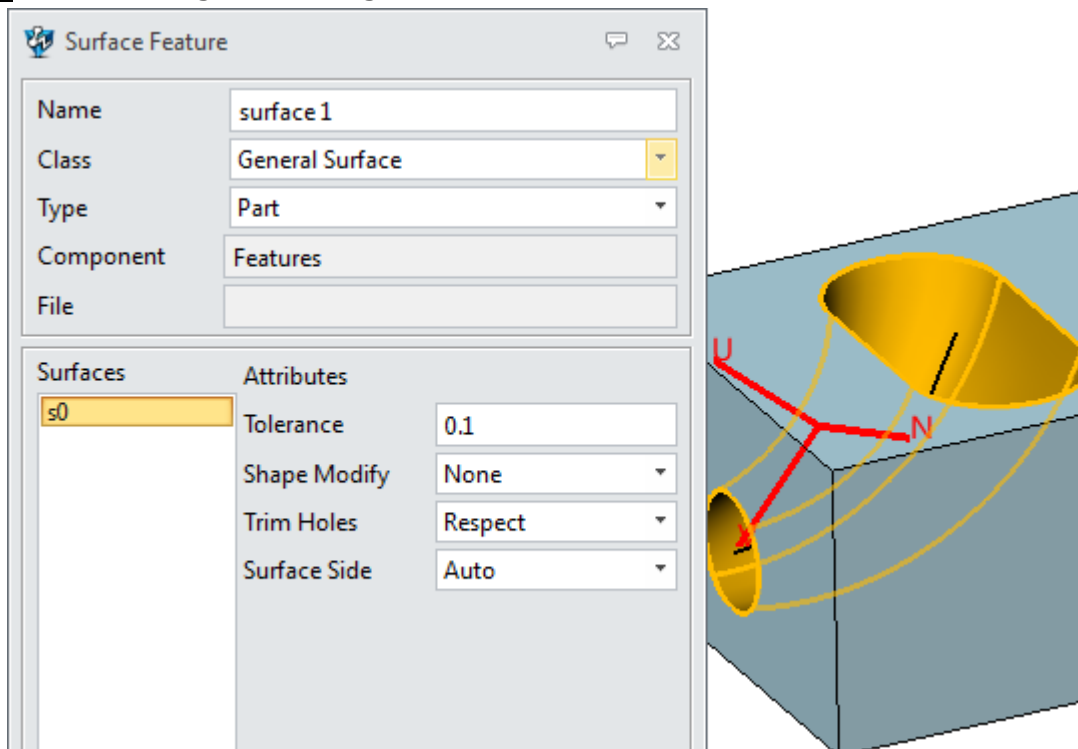 Surface Feature
Name surface 1
Class General Surface
Type Part
Component Features
File
Surfaces Attributes
s0
Tolerance 0.1
Shape Modify None
Trim Holes Respect
Surface Side Auto
U
N